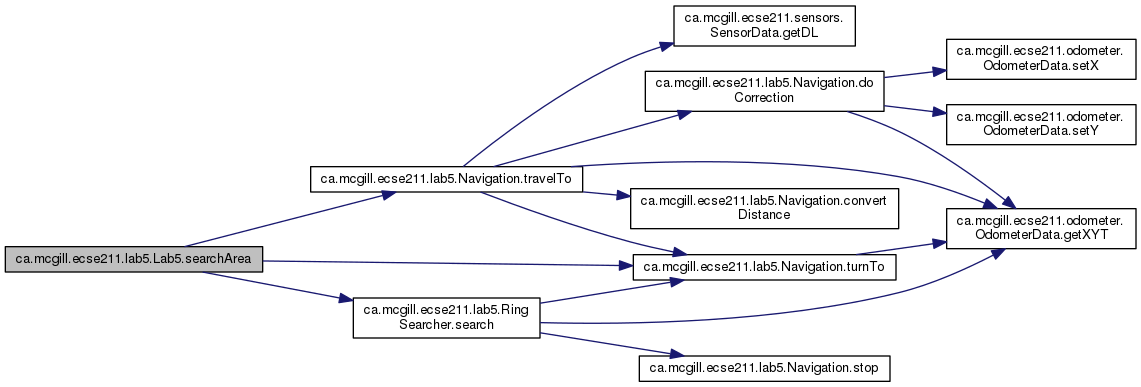 ca.mcgill.ecse211.sensors.
SensorData.getDL
ca.mcgill.ecse211.odometer.
OdometerData.setX
ca.mcgill.ecse211.lab5.Navigation.do
Correction
ca.mcgill.ecse211.odometer.
OdometerData.setY
ca.mcgill.ecse211.lab5.Navigation.travelTo
ca.mcgill.ecse211.lab5.Navigation.convert
Distance
ca.mcgill.ecse211.odometer.
OdometerData.getXYT
ca.mcgill.ecse211.lab5.Lab5.searchArea
ca.mcgill.ecse211.lab5.Navigation.turnTo
ca.mcgill.ecse211.lab5.Ring
Searcher.search
ca.mcgill.ecse211.lab5.Navigation.stop